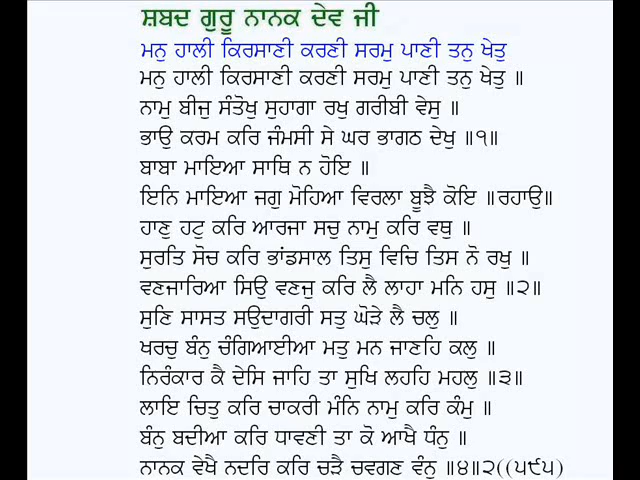 ਸ਼ਬਦ ਗੁਰੂ ਨਾਨਕ ਦੇਵ ਜੀ
ਮਨੁ ਹਾਲੀ ਕਿਰਸਾਣੀ ਕਰਣੀ ਸਰਮੁ ਪਾਣੀ ਤਨੁ ਖੇਤੁ
ਮਨੁ ਹਾਲੀ ਕਿਰਸਾਣੀ ਕਰਣੀ ਸਰਮੁ ਪਾਣੀ ਤਨੁ ਖੇਤੁ ॥
ਨਾਮੁ ਬੀਜੁ ਸੰਤੋਖੁ ਸੁਹਾਗਾ ਰਖੁ ਗਰੀਬੀ ਵੇਸੁ ॥
ਭਾਉ ਕਰਮ ਕਰਿ ਜੰਮਸੀ ਸੇ ਘਰ ਭਾਗਠ ਦੇਖੁ ॥੧॥
ਬਾਬਾ ਮਾਇਆ ਸਾਥਿ ਨ ਹੋਇ ॥
ਇਨਿ ਮਾਇਆ ਜਗੁ ਮੋਹਿਆ ਵਿਰਲਾ ਬੂਝੈ ਕੋਇ ॥ਰਹਾਉ॥
ਹਾਣੁ ਹਟੁ ਕਰਿ ਆਰਜਾ ਸਚੁ ਨਾਮੁ ਕਰਿ ਵਥੁ ॥
ਸੁਰਤਿ ਸੋਚ ਕਰਿ ਭਾਂਡਸਾਲ ਤਿਸੁ ਵਿਚਿ ਤਿਸ ਨੋ ਰਖੁ ॥
ਵਣਜਾਰਿਆ ਸਿਉ ਵਣਜੁ ਕਰਿ ਲੈ ਲਾਹਾ ਮਨਿ ਹਸੁ ॥੨॥
ਸੁਣਿ ਸਾਸਤ ਸਉਦਾਗਰੀ ਸਤੁ ਘੋੜੇ ਲੈ ਚਲੁ ॥
ਖਰਚੁ ਬੰਨੁ ਚੰਗਿਆਈਆ ਮਤੁ ਮਨ ਜਾਣਹਿ ਕਲੁ ॥
ਨਿਰੰਕਾਰ ਕੈ ਦੇਸਿ ਜਾਹਿ ਤਾ ਸੁਖਿ ਲਹਹਿ ਮਹਲੁ ॥੩॥
ਲਾਇ ਚਿਤੁ ਕਰਿ ਚਾਕਰੀ ਮੰਨਿ ਨਾਮੁ ਕਰਿ ਕੰਮੁ ॥
ਬੰਨੁ ਬਦੀਆ ਕਰਿ ਧਾਵਣੀ ਤਾ ਕੋ ਆਖੈ ਧੰਨੁ ॥
ਨਾਨਕ ਵੇਖੈ ਨਦਰਿ ਕਰਿ ਚੜੈ ਚਵਗਣ ਵੰਨੁ ॥੪॥੨((੫੯੫)